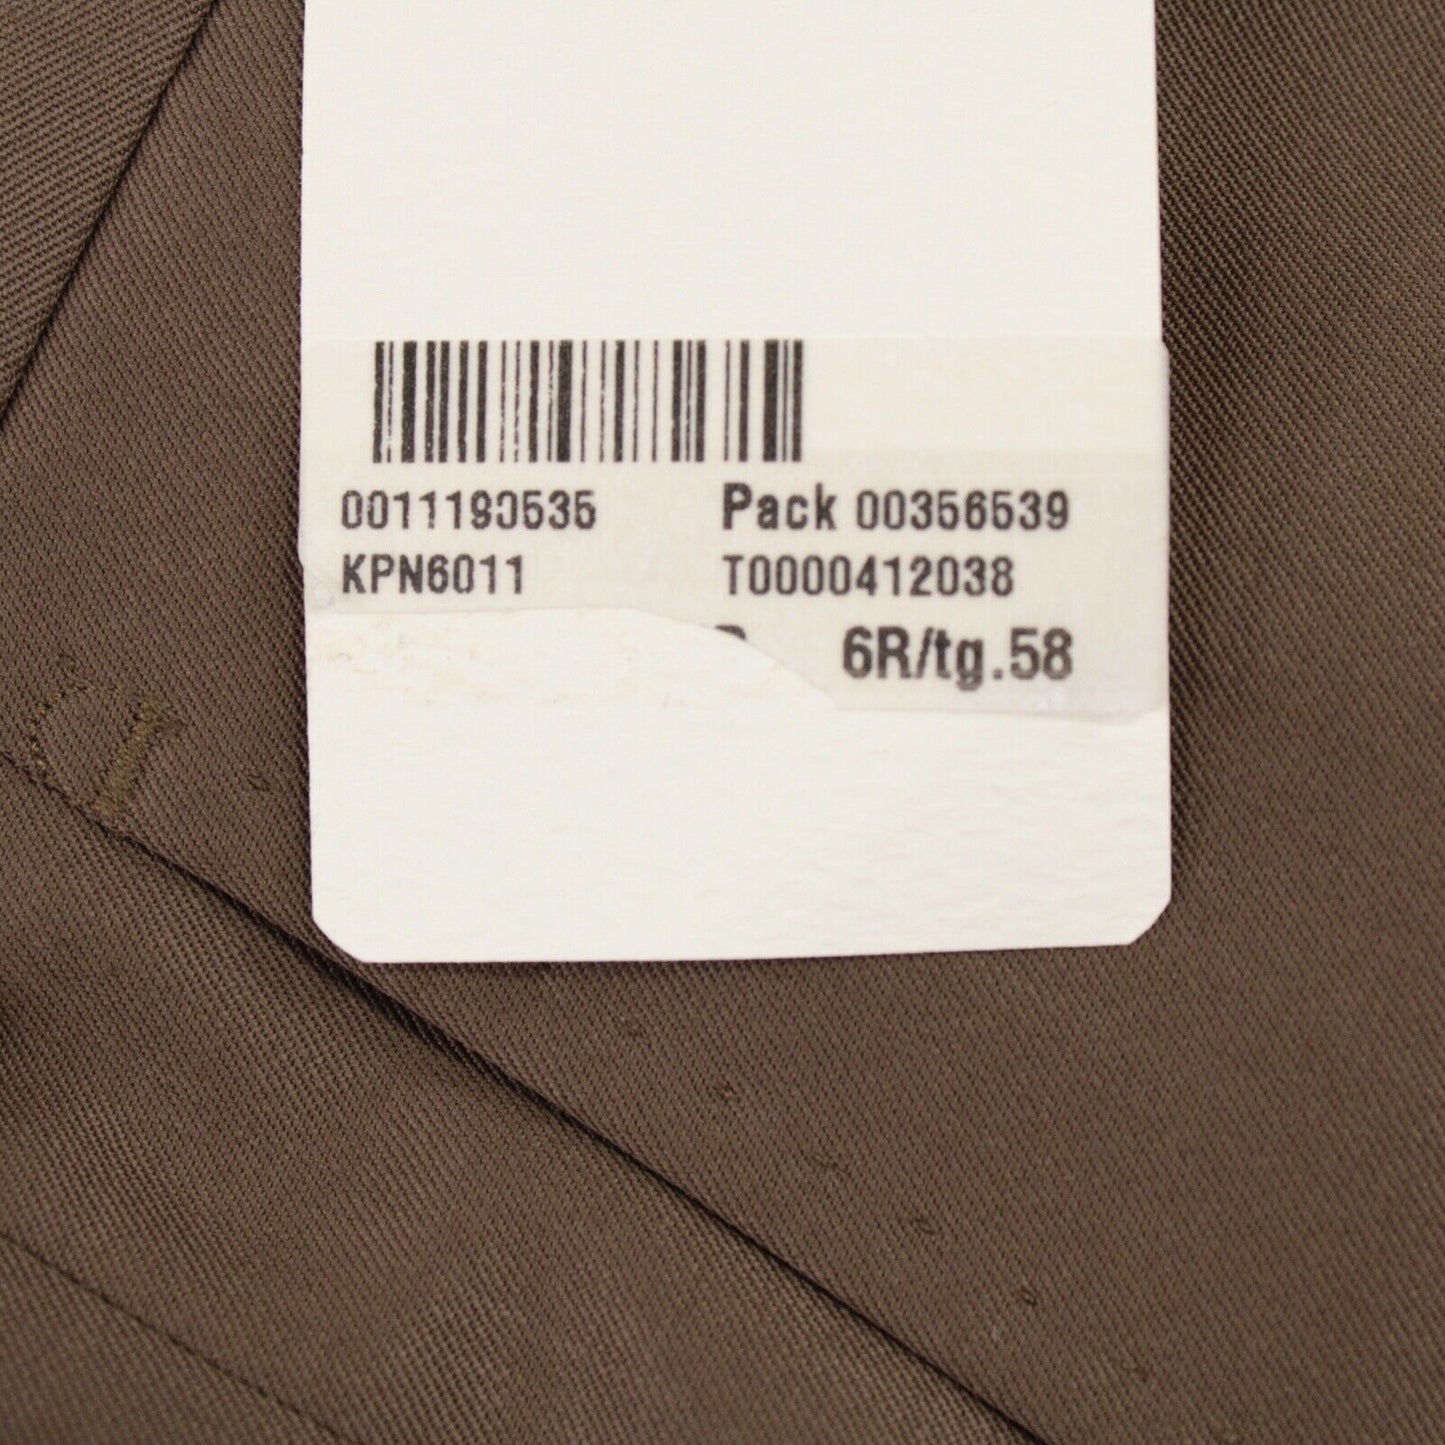 0011190535 Pack 00356539
KPN6011 T0000412038
6R/tg.58